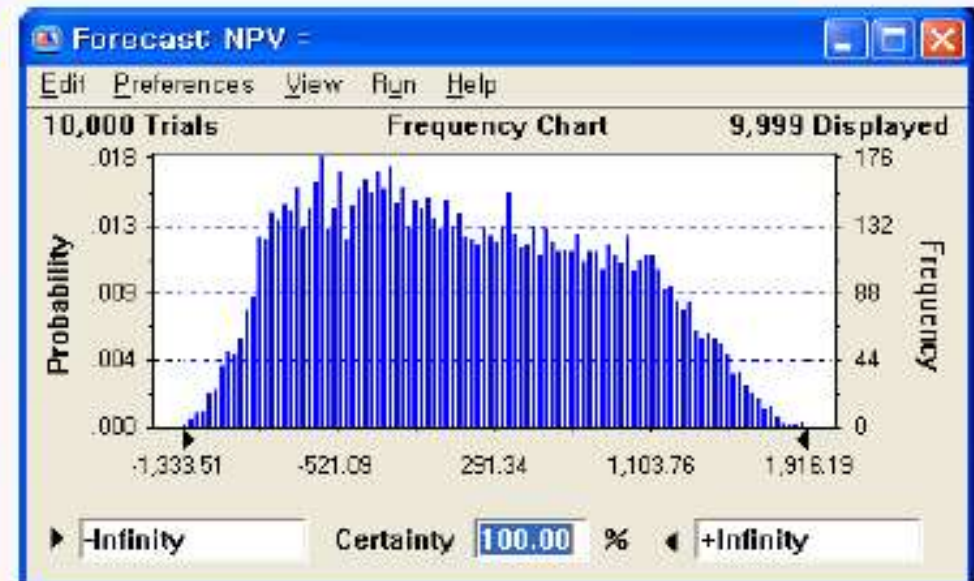 Forecast: NPV =
Edit Preferences View Run Help
10,000 Trials Frequency Chart 9,999 Displayed
.018 176
.013 132
.009 88
.004 44
.000 0
Probability
Frequency
-1,333.51 -521.09 291.34 1,103.76 1,916.19
-Infinity Certainty 100.00 % +Infinity